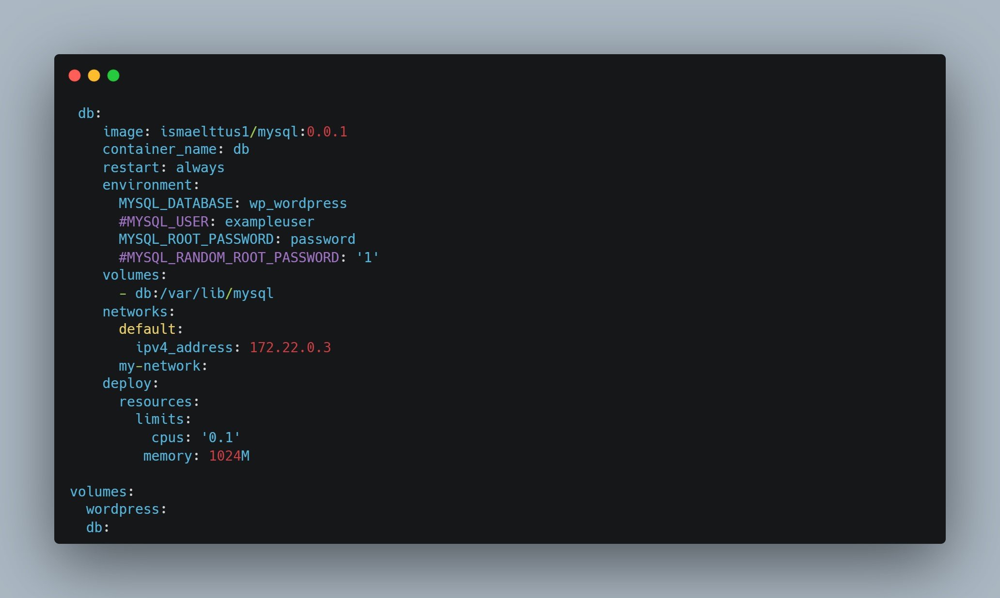 db:
    image: ismaelttus1/mysql:0.0.1
    container_name: db
    restart: always
    environment:
      MYSQL_DATABASE: wp_wordpress
      #MYSQL_USER: exampleuser
      MYSQL_ROOT_PASSWORD: password
      #MYSQL_RANDOM_ROOT_PASSWORD: '1'
    volumes:
      - db:/var/lib/mysql
    networks:
      default:
        ipv4_address: 172.22.0.3
      my-network:
    deploy:
      resources:
        limits:
          cpus: '0.1'
         memory: 1024M

volumes:
  wordpress:
  db: